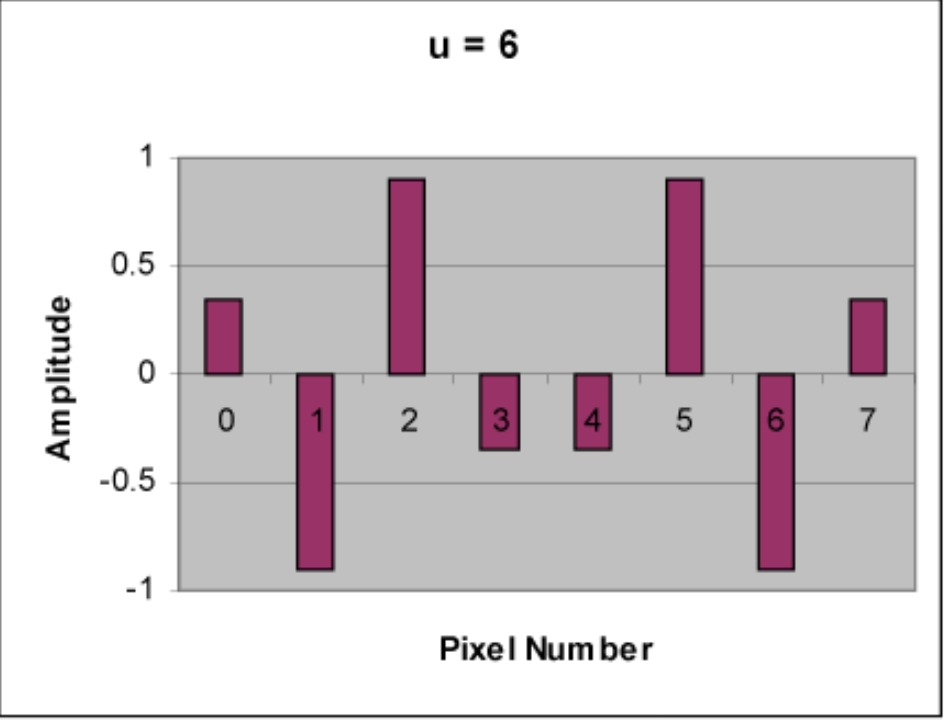 u = 6
1
0.5
0
-0.5
-1
Amplitude
0 1 2 3 4 5 6 7
Pixel Number